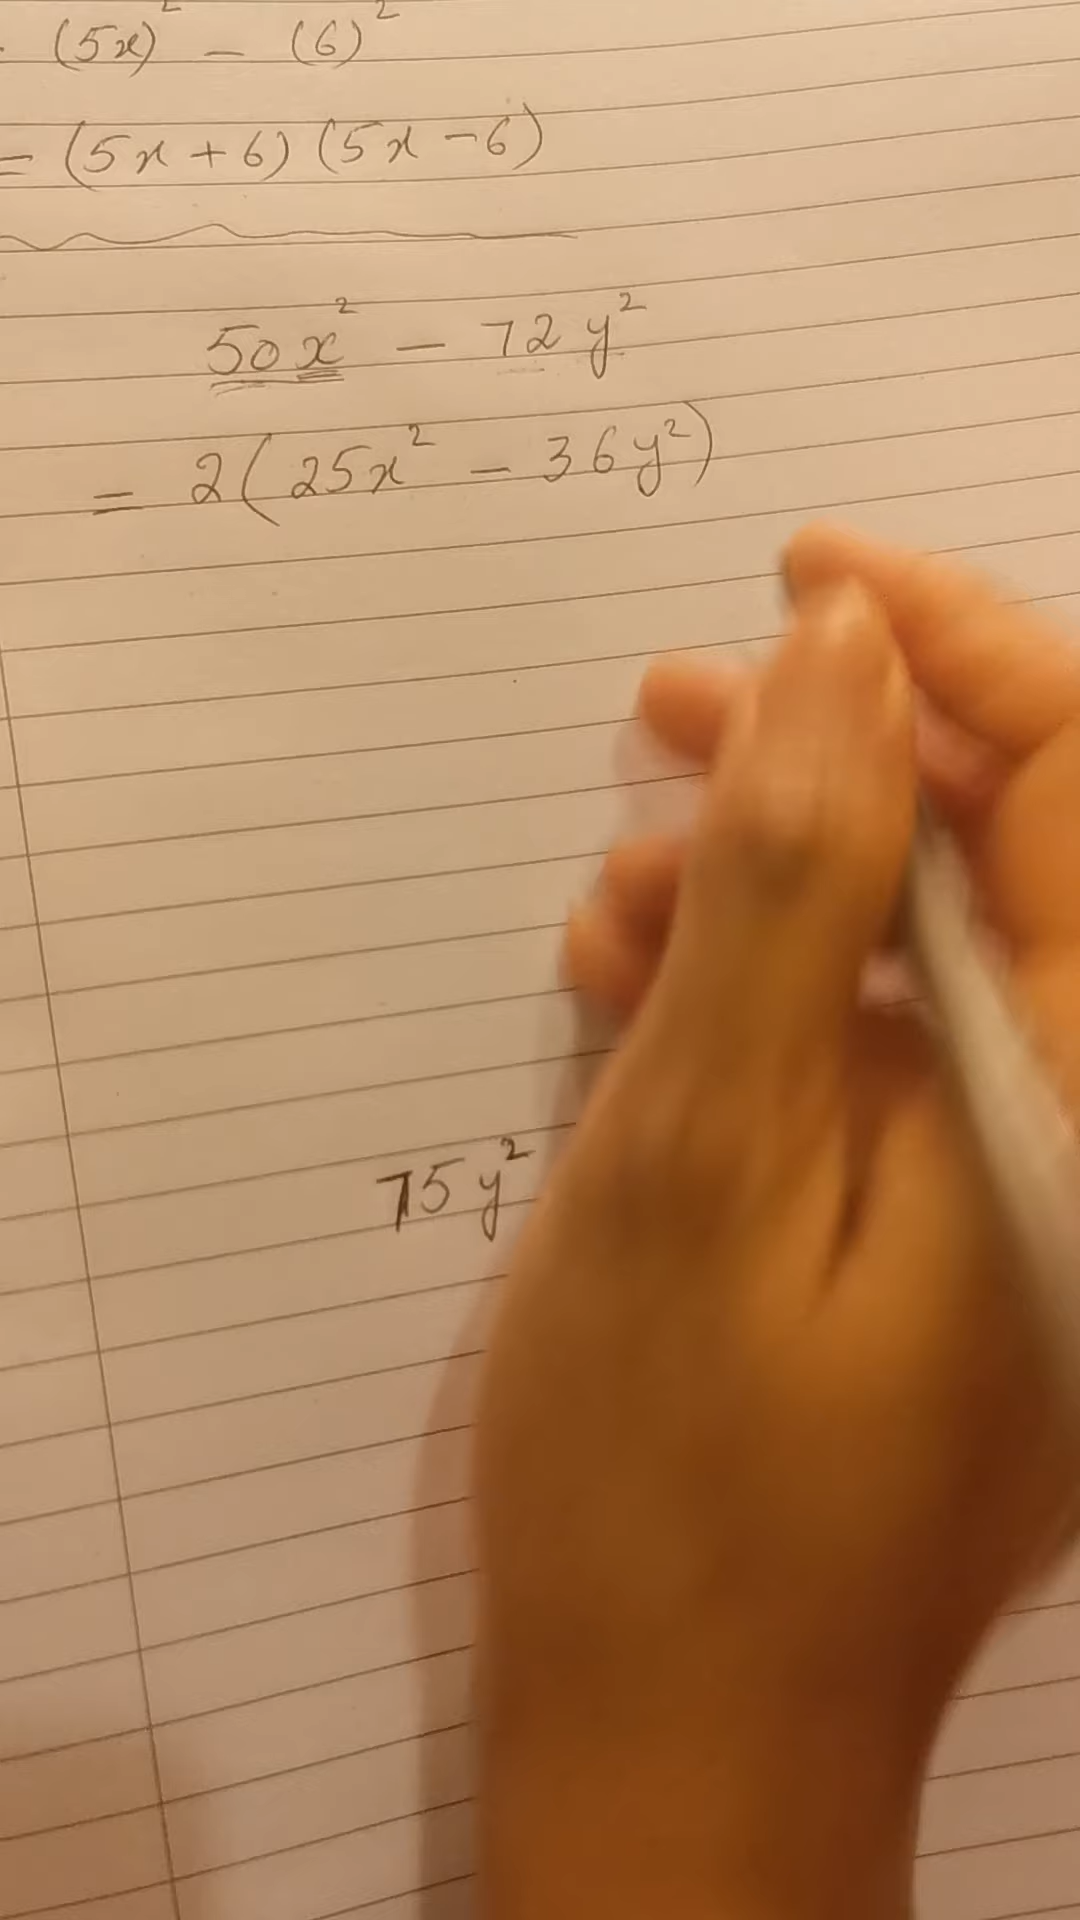 (5x)² - (6)²
= (5x + 6) (5x - 6)
50x² - 72y²
= 2(25x² - 36y²)
75y²